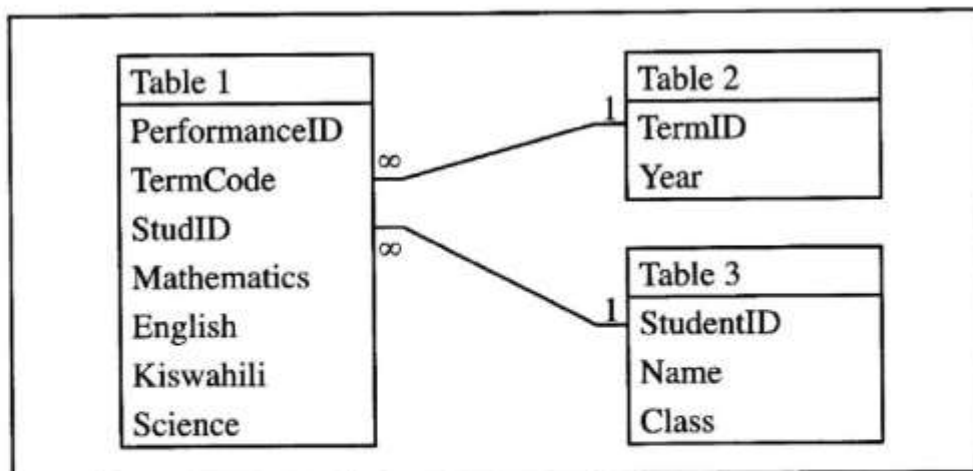 Table 1
PerformanceID
TermCode
StudID
Mathematics
English
Kiswahili
Science
∞
∞
1
1
Table 2
TermID
Year
Table 3
StudentID
Name
Class